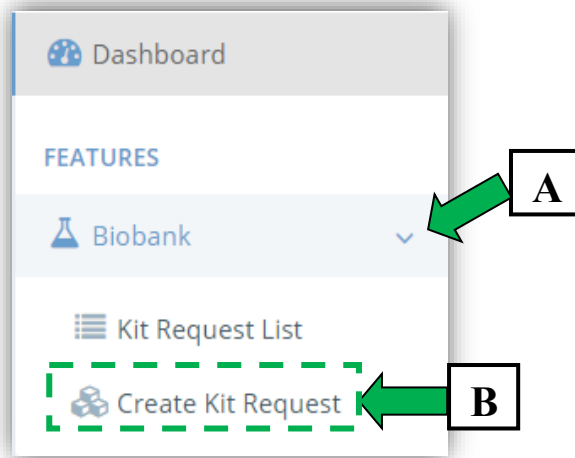 Dashboard
FEATURES
A
Biobank
Kit Request List
Create Kit Request
B